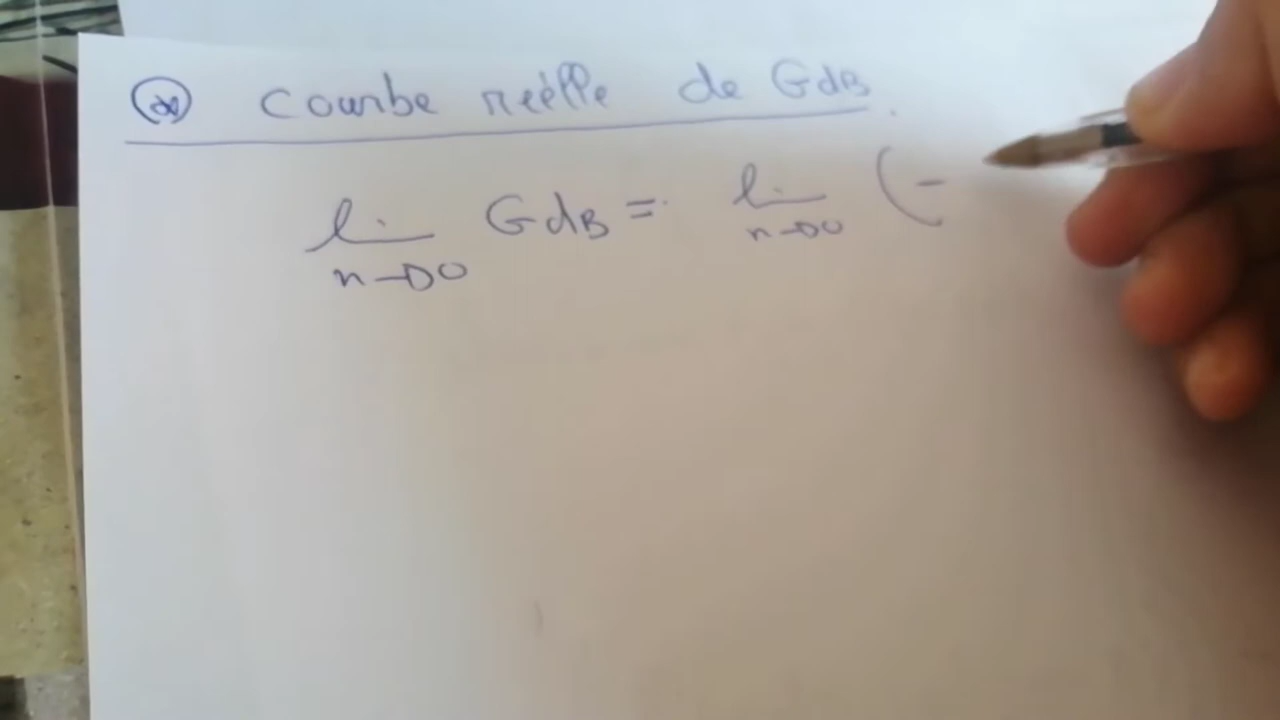 Courbe réelle de GdB.
lim GdB = lim (-
x→0 x→0